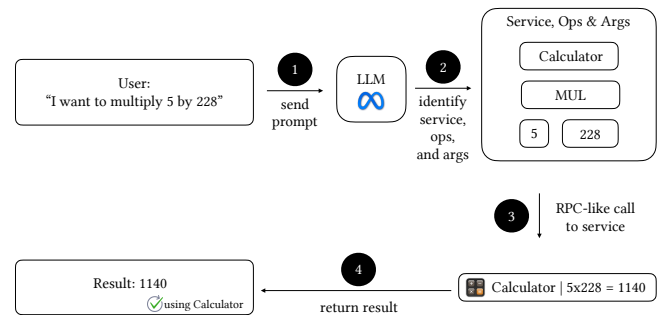 Service, Ops & Args
Calculator
MUL
5
228
User:
“I want to multiply 5 by 228”
1
send
prompt
LLM
2
identify
service,
ops,
and args
3
RPC-like call
to service
Calculator | 5x228 = 1140
4
return result
Result: 1140
using Calculator